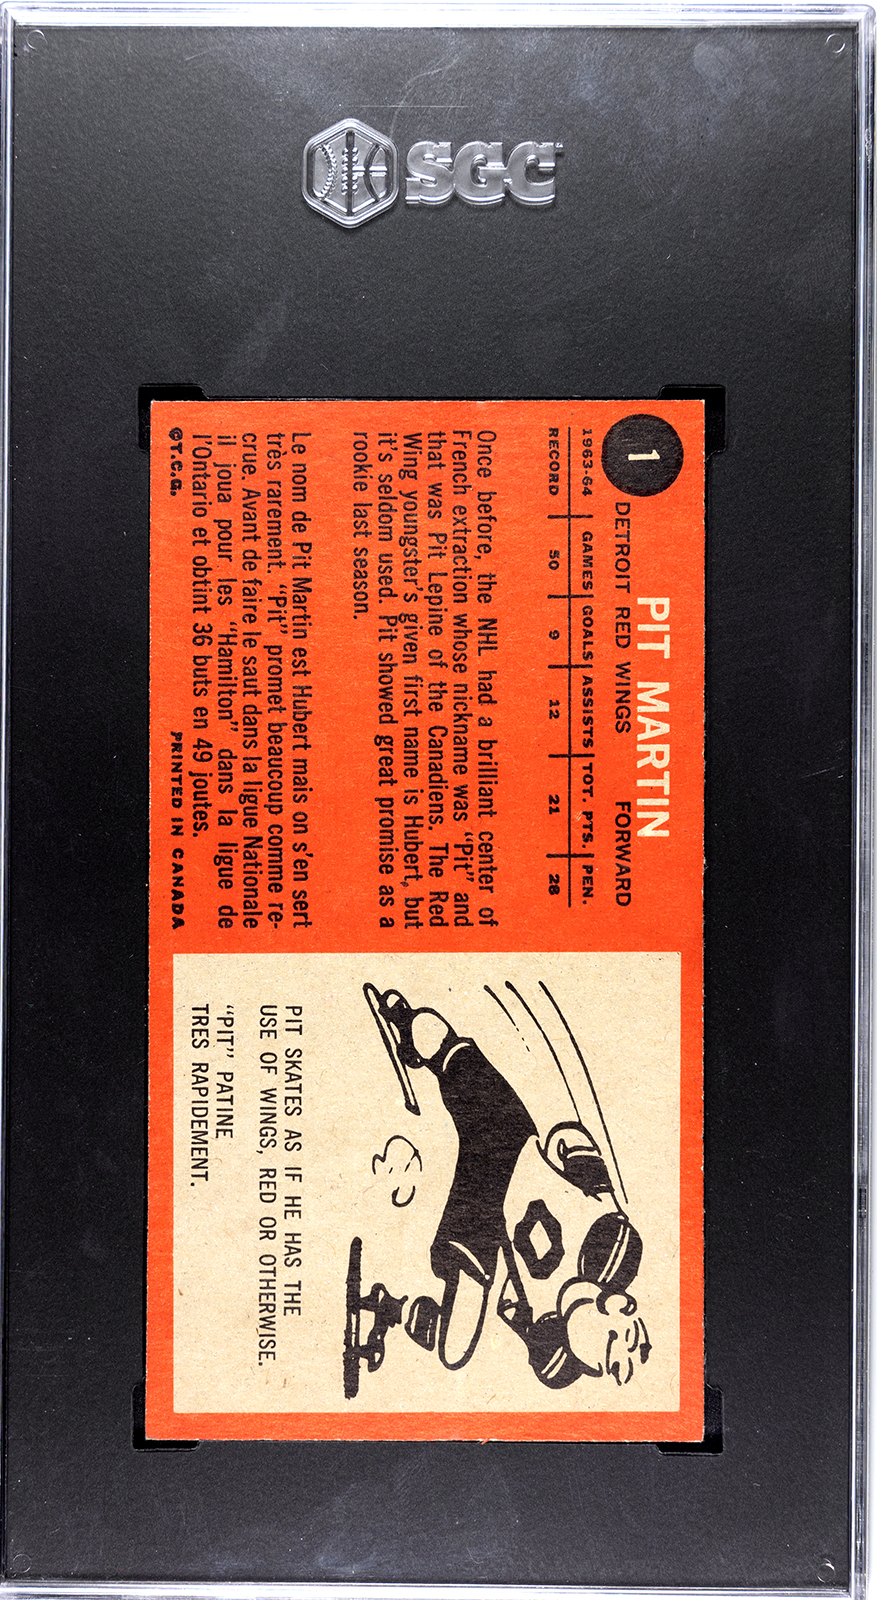 SGC
1
PIT MARTIN
DETROIT RED WINGS FORWARD
1963-64 GAMES GOALS ASSISTS TOT. PTS. PEN.
RECORD 50 9 12 21 28
Once before, the NHL had a brilliant center of
French extraction whose nickname was "Pit" and
that was Pit Lepine of the Canadiens. The Red
Wing youngster's given first name is Hubert, but
it's seldom used. Pit showed great promise as a
rookie last season.
Le nom de Pit Martin est Hubert mais on s'en sert
très rarement. "Pit" promet beaucoup comme re-
crue. Avant de faire le saut dans la ligue Nationale
il joua pour les "Hamilton" dans la ligue de
l'Ontario et obtint 36 buts en 49 joutes.
©T.C.G. PRINTED IN CANADA
PIT SKATES AS IF HE HAS THE
USE OF WINGS, RED OR OTHERWISE.
"PIT" PATINE
TRES RAPIDEMENT.